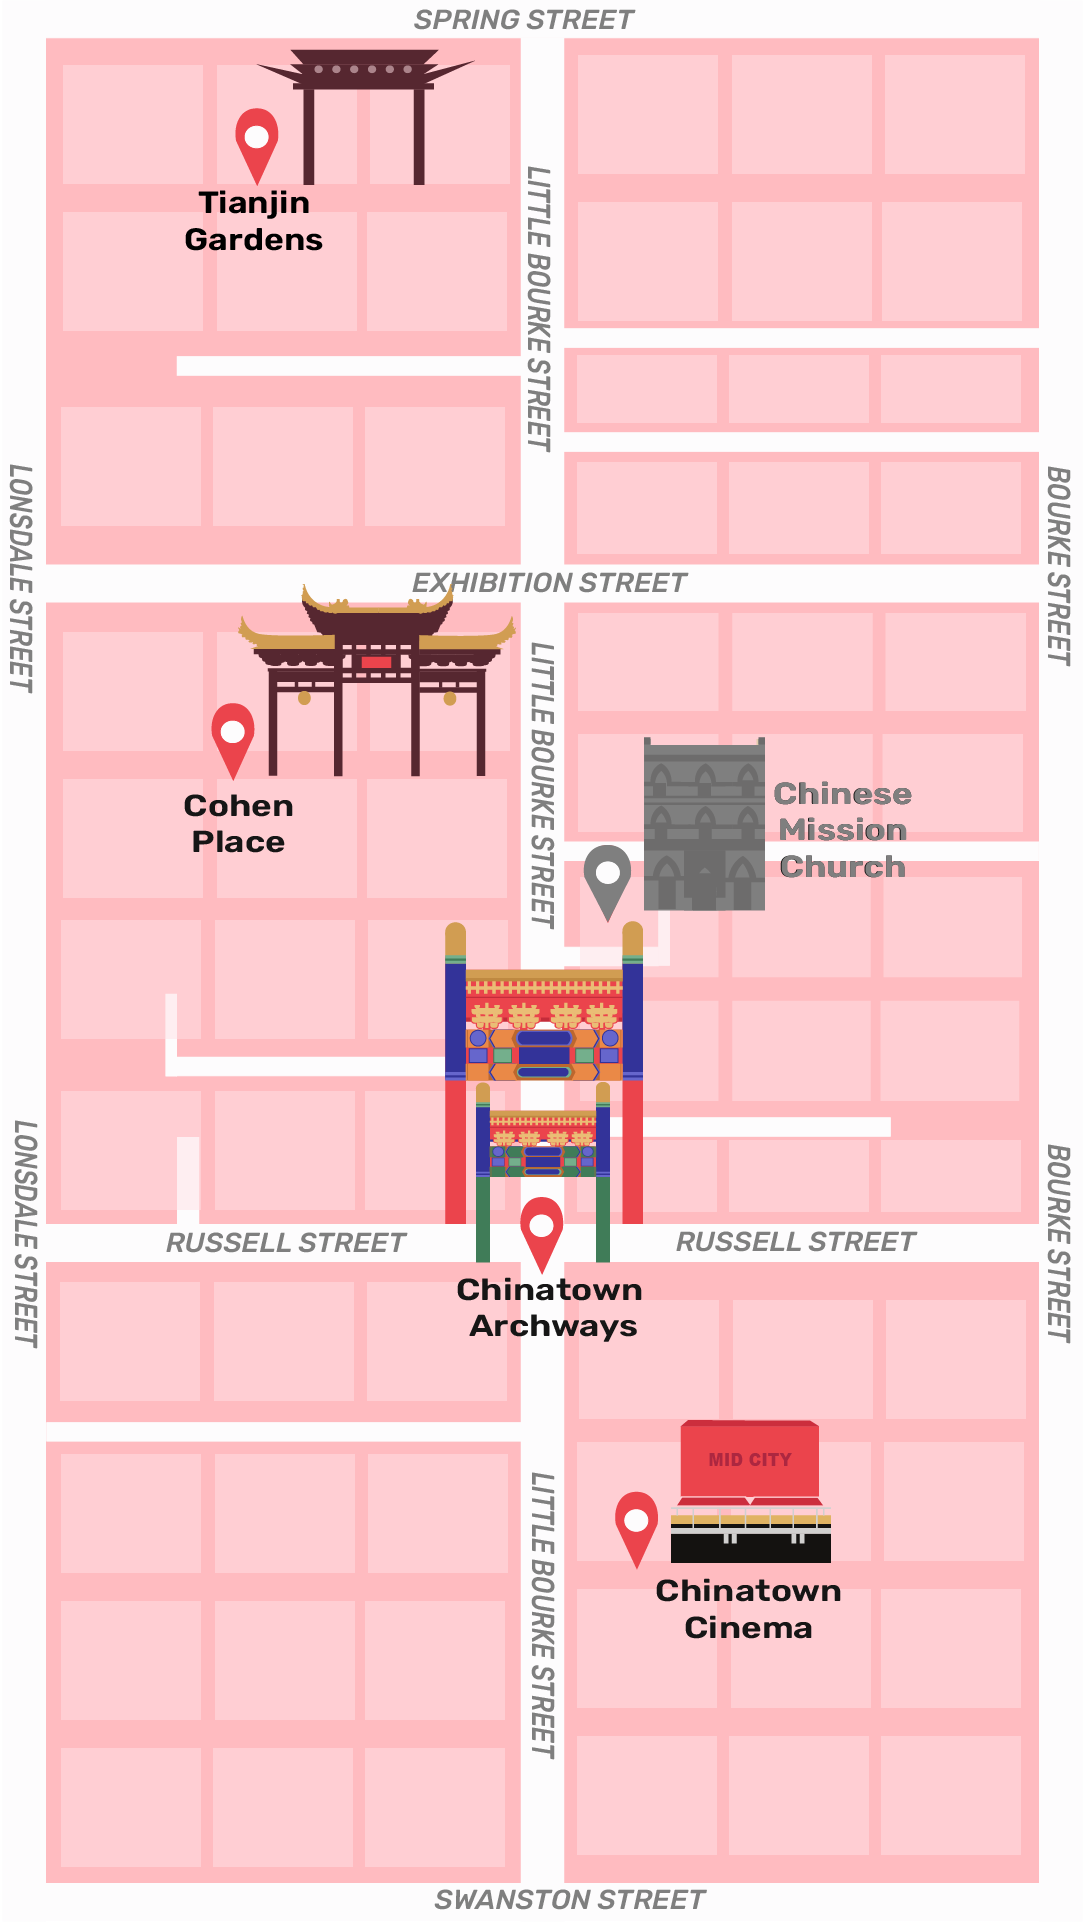 SPRING STREET
Tianjin
Gardens
LITTLE BOURKE STREET
LONSDALE STREET
BOURKE STREET
EXHIBITION STREET
LITTLE BOURKE STREET
Cohen
Place
Chinese
Mission
Church
LONSDALE STREET
BOURKE STREET
RUSSELL STREET
RUSSELL STREET
Chinatown
Archways
MID CITY
LITTLE BOURKE STREET
Chinatown
Cinema
SWANSTON STREET